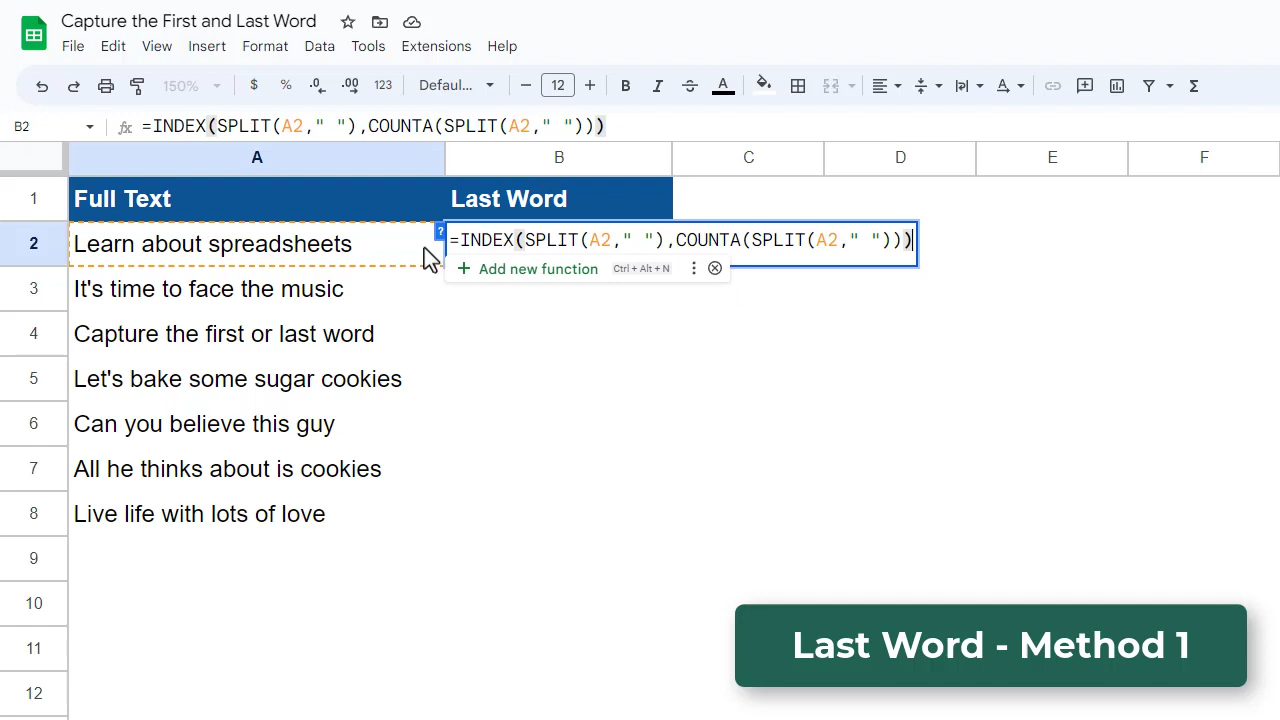 Capture the First and Last Word
File Edit View Insert Format Data Tools Extensions Help
150% $ % .0 .00 123 Defaul... − 12 + B I S A Σ
B2 fx =INDEX(SPLIT(A2," "),COUNTA(SPLIT(A2," ")))
A B C D E F
1 Full Text Last Word
2 Learn about spreadsheets ? =INDEX(SPLIT(A2," "),COUNTA(SPLIT(A2," ")))
+ Add new function Ctrl + Alt + N
3 It's time to face the music
4 Capture the first or last word
5 Let's bake some sugar cookies
6 Can you believe this guy
7 All he thinks about is cookies
8 Live life with lots of love
9
10
11
12
Last Word - Method 1